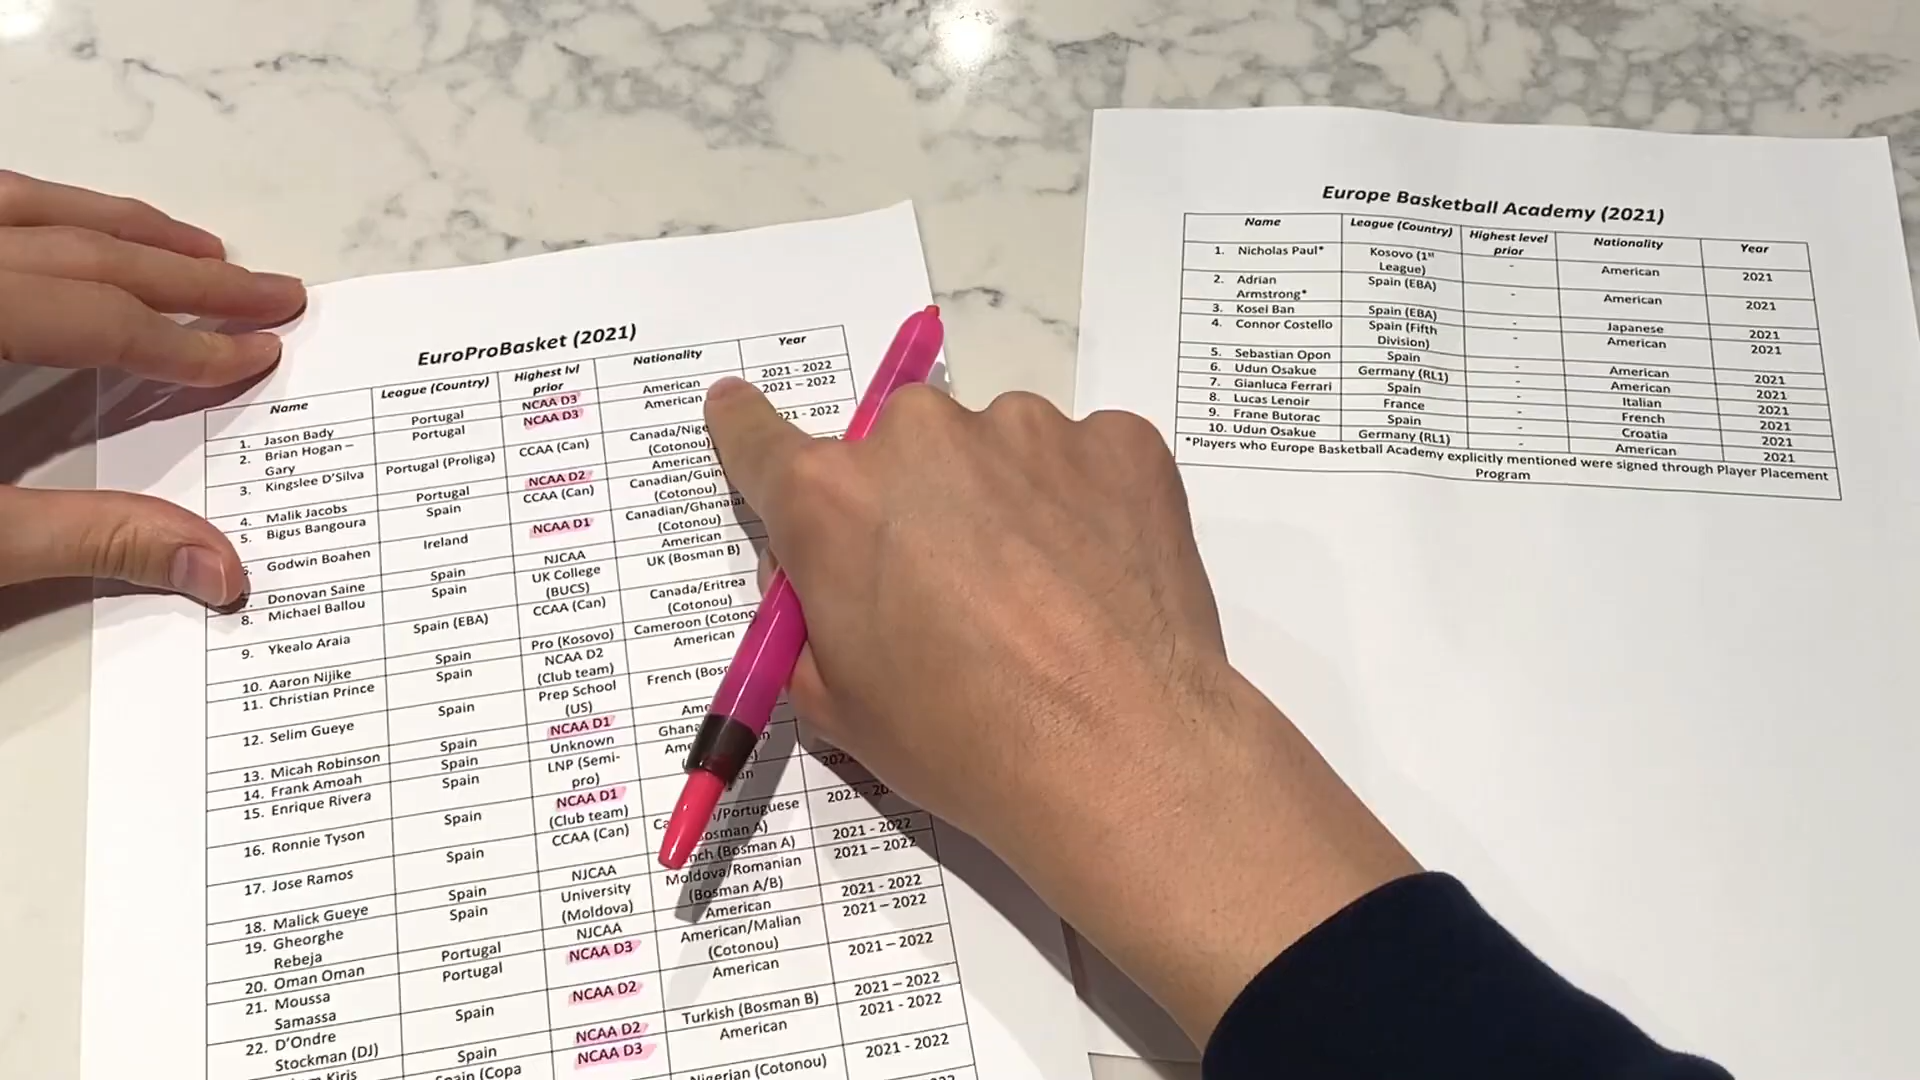 EuroProBasket (2021)
Name League (Country) Highest lvl prior Nationality Year
1. Jason Bady Portugal NCAA D3 American 2021 - 2022
2. Brian Hogan – Gary Portugal NCAA D3 American 2021 – 2022
3. Kingslee D'Silva Portugal (Proliga) CCAA (Can) (Cotonou) 21 - 2022
4. Malik Jacobs Portugal NCAA D2 American
5. Bigus Bangoura Spain CCAA (Can) (Cotonou)
Godwin Boahen Ireland NCAA D1 Canadian/Ghanaian (Cotonou)
Donovan Saine Spain NJCAA American
8. Michael Ballou Spain UK College (BUCS) UK (Bosman B)
9. Ykealo Araia Spain (EBA) CCAA (Can) Canada/Eritrea (Cotonou)
10. Aaron Nijike Spain Pro (Kosovo) Cameroon
11. Christian Prince Spain NCAA D2 (Club team) American
12. Selim Gueye Spain Prep School (US) French
13. Micah Robinson Spain NCAA D1
14. Frank Amoah Spain Unknown
15. Enrique Rivera Spain LNP (Semi-pro)
16. Ronnie Tyson Spain NCAA D1 (Club team)
17. Jose Ramos Spain CCAA (Can) /Portuguese (Bosman A)
18. Malick Gueye Spain NJCAA (Bosman A) 2021 - 2022
19. Gheorghe Rebeja Spain University (Moldova) Moldova/Romanian (Bosman A/B) 2021 – 2022
20. Oman Oman Portugal NJCAA American 2021 - 2022
21. Moussa Samassa Portugal NCAA D3 American/Malian (Cotonou) 2021 – 2022
22. D'Ondre Stockman (DJ) Spain NCAA D2 American 2021 – 2022
Kiris Spain NCAA D2 Turkish (Bosman B) 2021 – 2022
(Copa NCAA D3 American 2021 - 2022
Nigerian (Cotonou) 2021 - 2022
Europe Basketball Academy (2021)
Name League (Country) Highest level prior Nationality Year
1. Nicholas Paul* Kosovo (1st League) - American 2021
2. Adrian Armstrong* Spain (EBA) - American 2021
3. Kosei Ban Spain (EBA) - Japanese 2021
4. Connor Costello Spain (Fifth Division) - American 2021
5. Sebastian Opon Spain - American 2021
6. Udun Osakue Germany (RL1) - American 2021
7. Gianluca Ferrari Spain - Italian 2021
8. Lucas Lenoir France - French 2021
9. Frane Butorac Spain - Croatia 2021
10. Udun Osakue Germany (RL1) - American 2021
*Players who Europe Basketball Academy explicitly mentioned were signed through Player Placement
Program